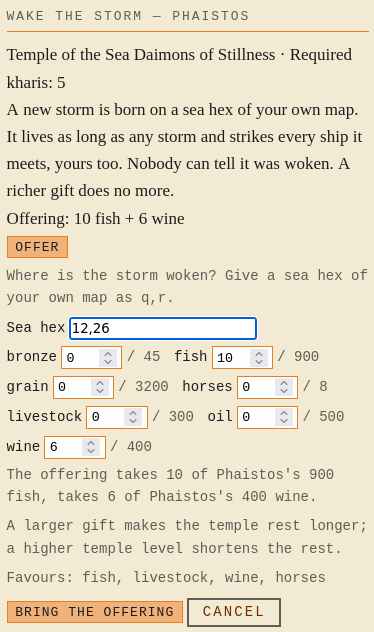 WAKE THE STORM — PHAISTOS
Temple of the Sea Daimons of Stillness · Required
kharis: 5
A new storm is born on a sea hex of your own map.
It lives as long as any storm and strikes every ship it
meets, yours too. Nobody can tell it was woken. A
richer gift does no more.
Offering: 10 fish + 6 wine
OFFER
Where is the storm woken? Give a sea hex of
your own map as q,r.
Sea hex 12,26
bronze 0 / 45 fish 10 / 900
grain 0 / 3200 horses 0 / 8
livestock 0 / 300 oil 0 / 500
wine 6 / 400
The offering takes 10 of Phaistos's 900
fish, takes 6 of Phaistos's 400 wine.
A larger gift makes the temple rest longer;
a higher temple level shortens the rest.
Favours: fish, livestock, wine, horses
BRING THE OFFERING CANCEL